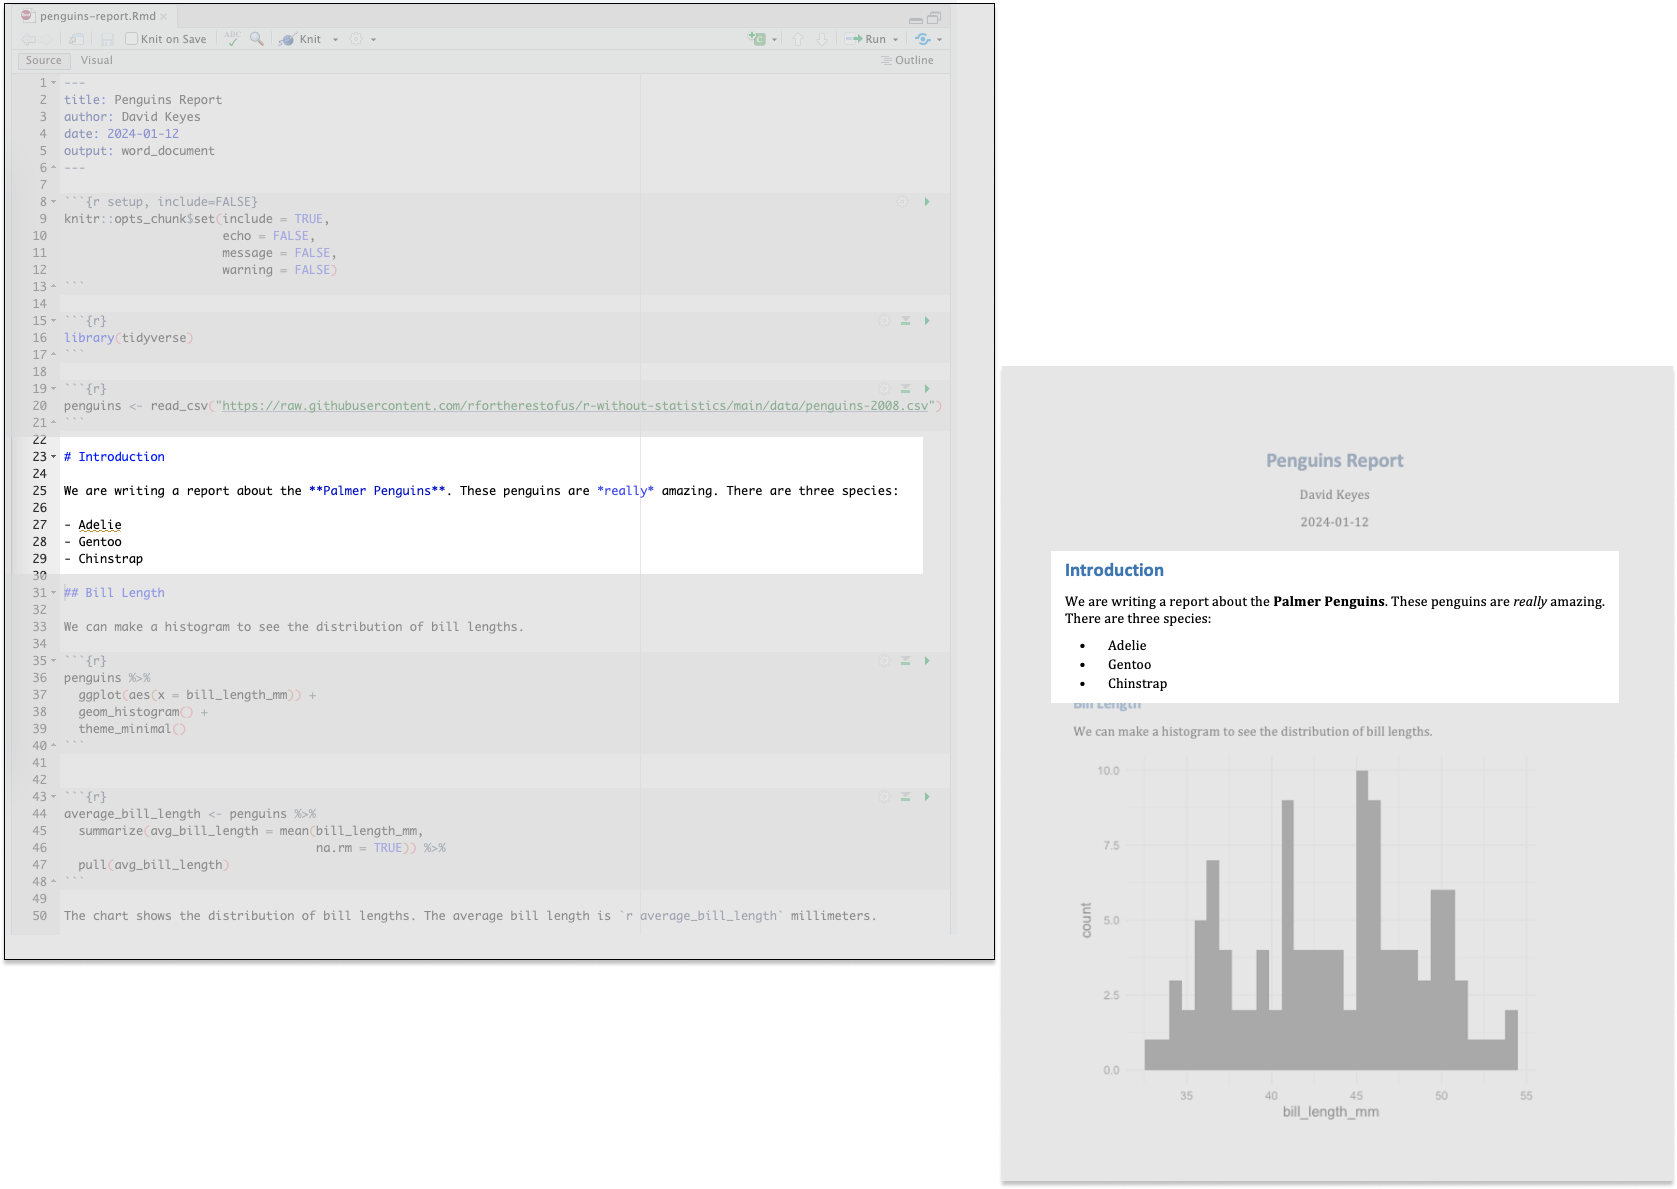 penguins-report.Rmd
Knit on Save
ABC
Knit
Run
Source Visual
Outline
1 ---
2 title: Penguins Report
3 author: David Keyes
4 date: 2024-01-12
5 output: word_document
6 ---
7
8 ```{r setup, include=FALSE}
9 knitr::opts_chunk$set(include = TRUE,
10 echo = FALSE,
11 message = FALSE,
12 warning = FALSE)
13 ```
14
15 ```{r}
16 library(tidyverse)
17 ```
18
19 ```{r}
20 penguins <- read_csv("https://raw.githubusercontent.com/rfortherestofus/r-without-statistics/main/data/penguins-2008.csv")
21 ```
22
23 # Introduction
24
25 We are writing a report about the **Palmer Penguins**. These penguins are *really* amazing. There are three species:
26
27 - Adelie
28 - Gentoo
29 - Chinstrap
30
31 ## Bill Length
32
33 We can make a histogram to see the distribution of bill lengths.
34
35 ```{r}
36 penguins %>%
37 ggplot(aes(x = bill_length_mm)) +
38 geom_histogram() +
39 theme_minimal()
40 ```
41
42
43 ```{r}
44 average_bill_length <- penguins %>%
45 summarize(avg_bill_length = mean(bill_length_mm,
46 na.rm = TRUE)) %>%
47 pull(avg_bill_length)
48 ```
49
50 The chart shows the distribution of bill lengths. The average bill length is `r average_bill_length` millimeters.
Penguins Report
David Keyes
2024-01-12
Introduction
We are writing a report about the Palmer Penguins. These penguins are really amazing.
There are three species:
• Adelie
• Gentoo
• Chinstrap
Bill Length
We can make a histogram to see the distribution of bill lengths.
10.0
7.5
5.0
2.5
0.0
count
35 40 45 50 55
bill_length_mm